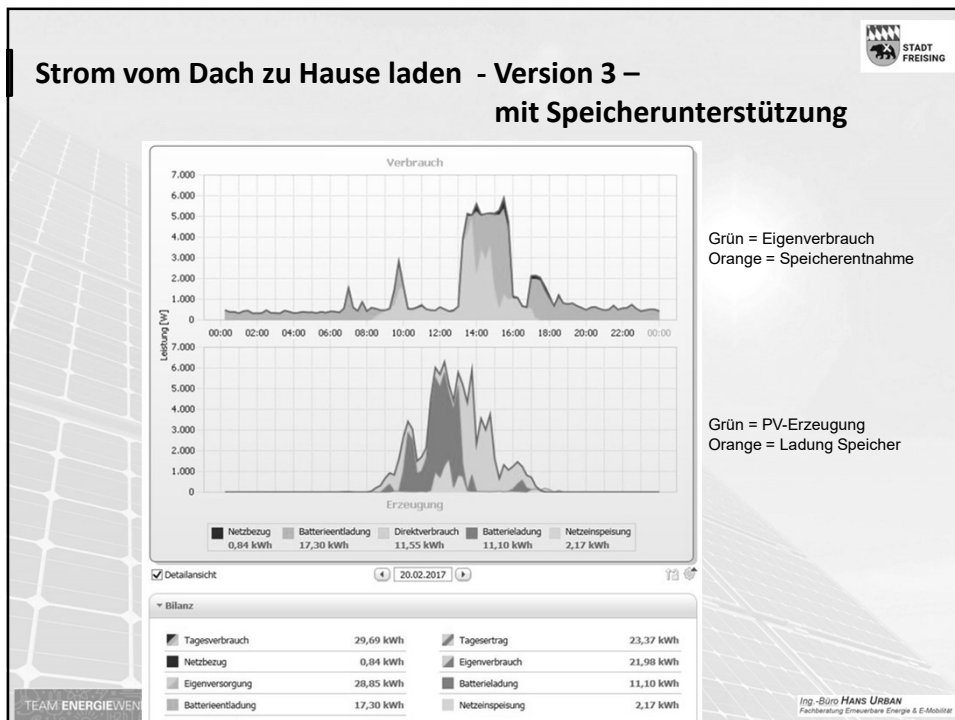 STADT
FREISING
Strom vom Dach zu Hause laden - Version 3 –
mit Speicherunterstützung
Verbrauch
7.000
6.000
5.000
4.000
3.000
2.000
1.000
0
00:00 02:00 04:00 06:00 08:00 10:00 12:00 14:00 16:00 18:00 20:00 22:00 00:00
Leistung [W]
7.000
6.000
5.000
4.000
3.000
2.000
1.000
0
Erzeugung
Grün = Eigenverbrauch
Orange = Speicherentnahme
Grün = PV-Erzeugung
Orange = Ladung Speicher
Netzbezug Batterieentladung Direktverbrauch Batterieladung Netzeinspeisung
0,84 kWh 17,30 kWh 11,55 kWh 11,10 kWh 2,17 kWh
Detailansicht
20.02.2017
Bilanz
Tagesverbrauch 29,69 kWh Tagesertrag 23,37 kWh
Netzbezug 0,84 kWh Eigenverbrauch 21,98 kWh
Eigenversorgung 28,85 kWh Batterieladung 11,10 kWh
Batterieentladung 17,30 kWh Netzeinspeisung 2,17 kWh
TEAM ENERGIEWEN
Ing.-Büro HANS URBAN
Fachberatung Erneuerbare Energie & E-Mobilität